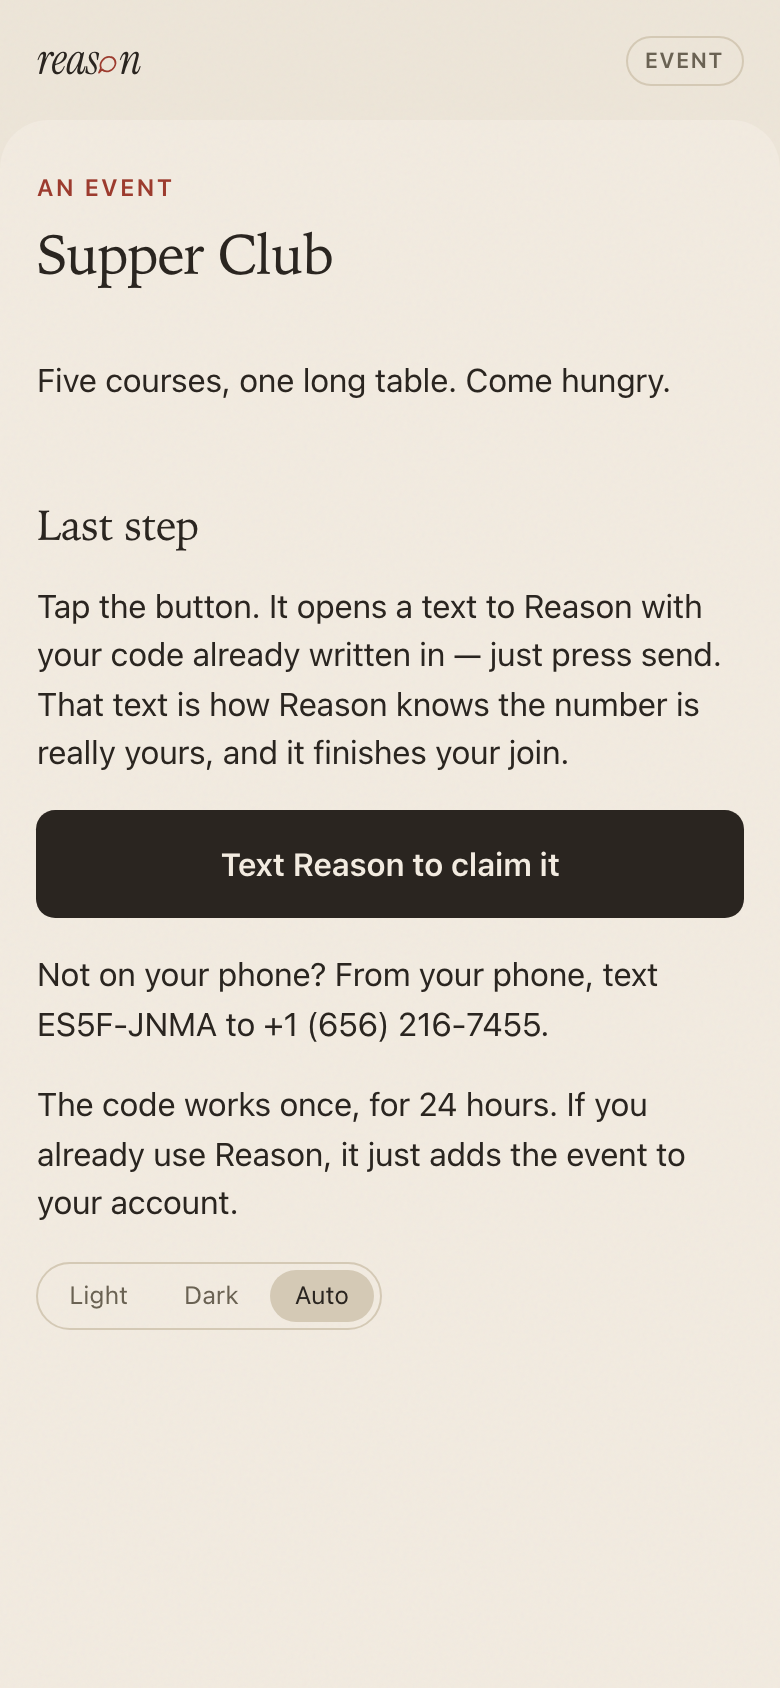 reason
EVENT
AN EVENT
Supper Club
Five courses, one long table. Come hungry.
Last step
Tap the button. It opens a text to Reason with
your code already written in — just press send.
That text is how Reason knows the number is
really yours, and it finishes your join.
Text Reason to claim it
Not on your phone? From your phone, text
ES5F-JNMA to +1 (656) 216-7455.
The code works once, for 24 hours. If you
already use Reason, it just adds the event to
your account.
Light Dark Auto